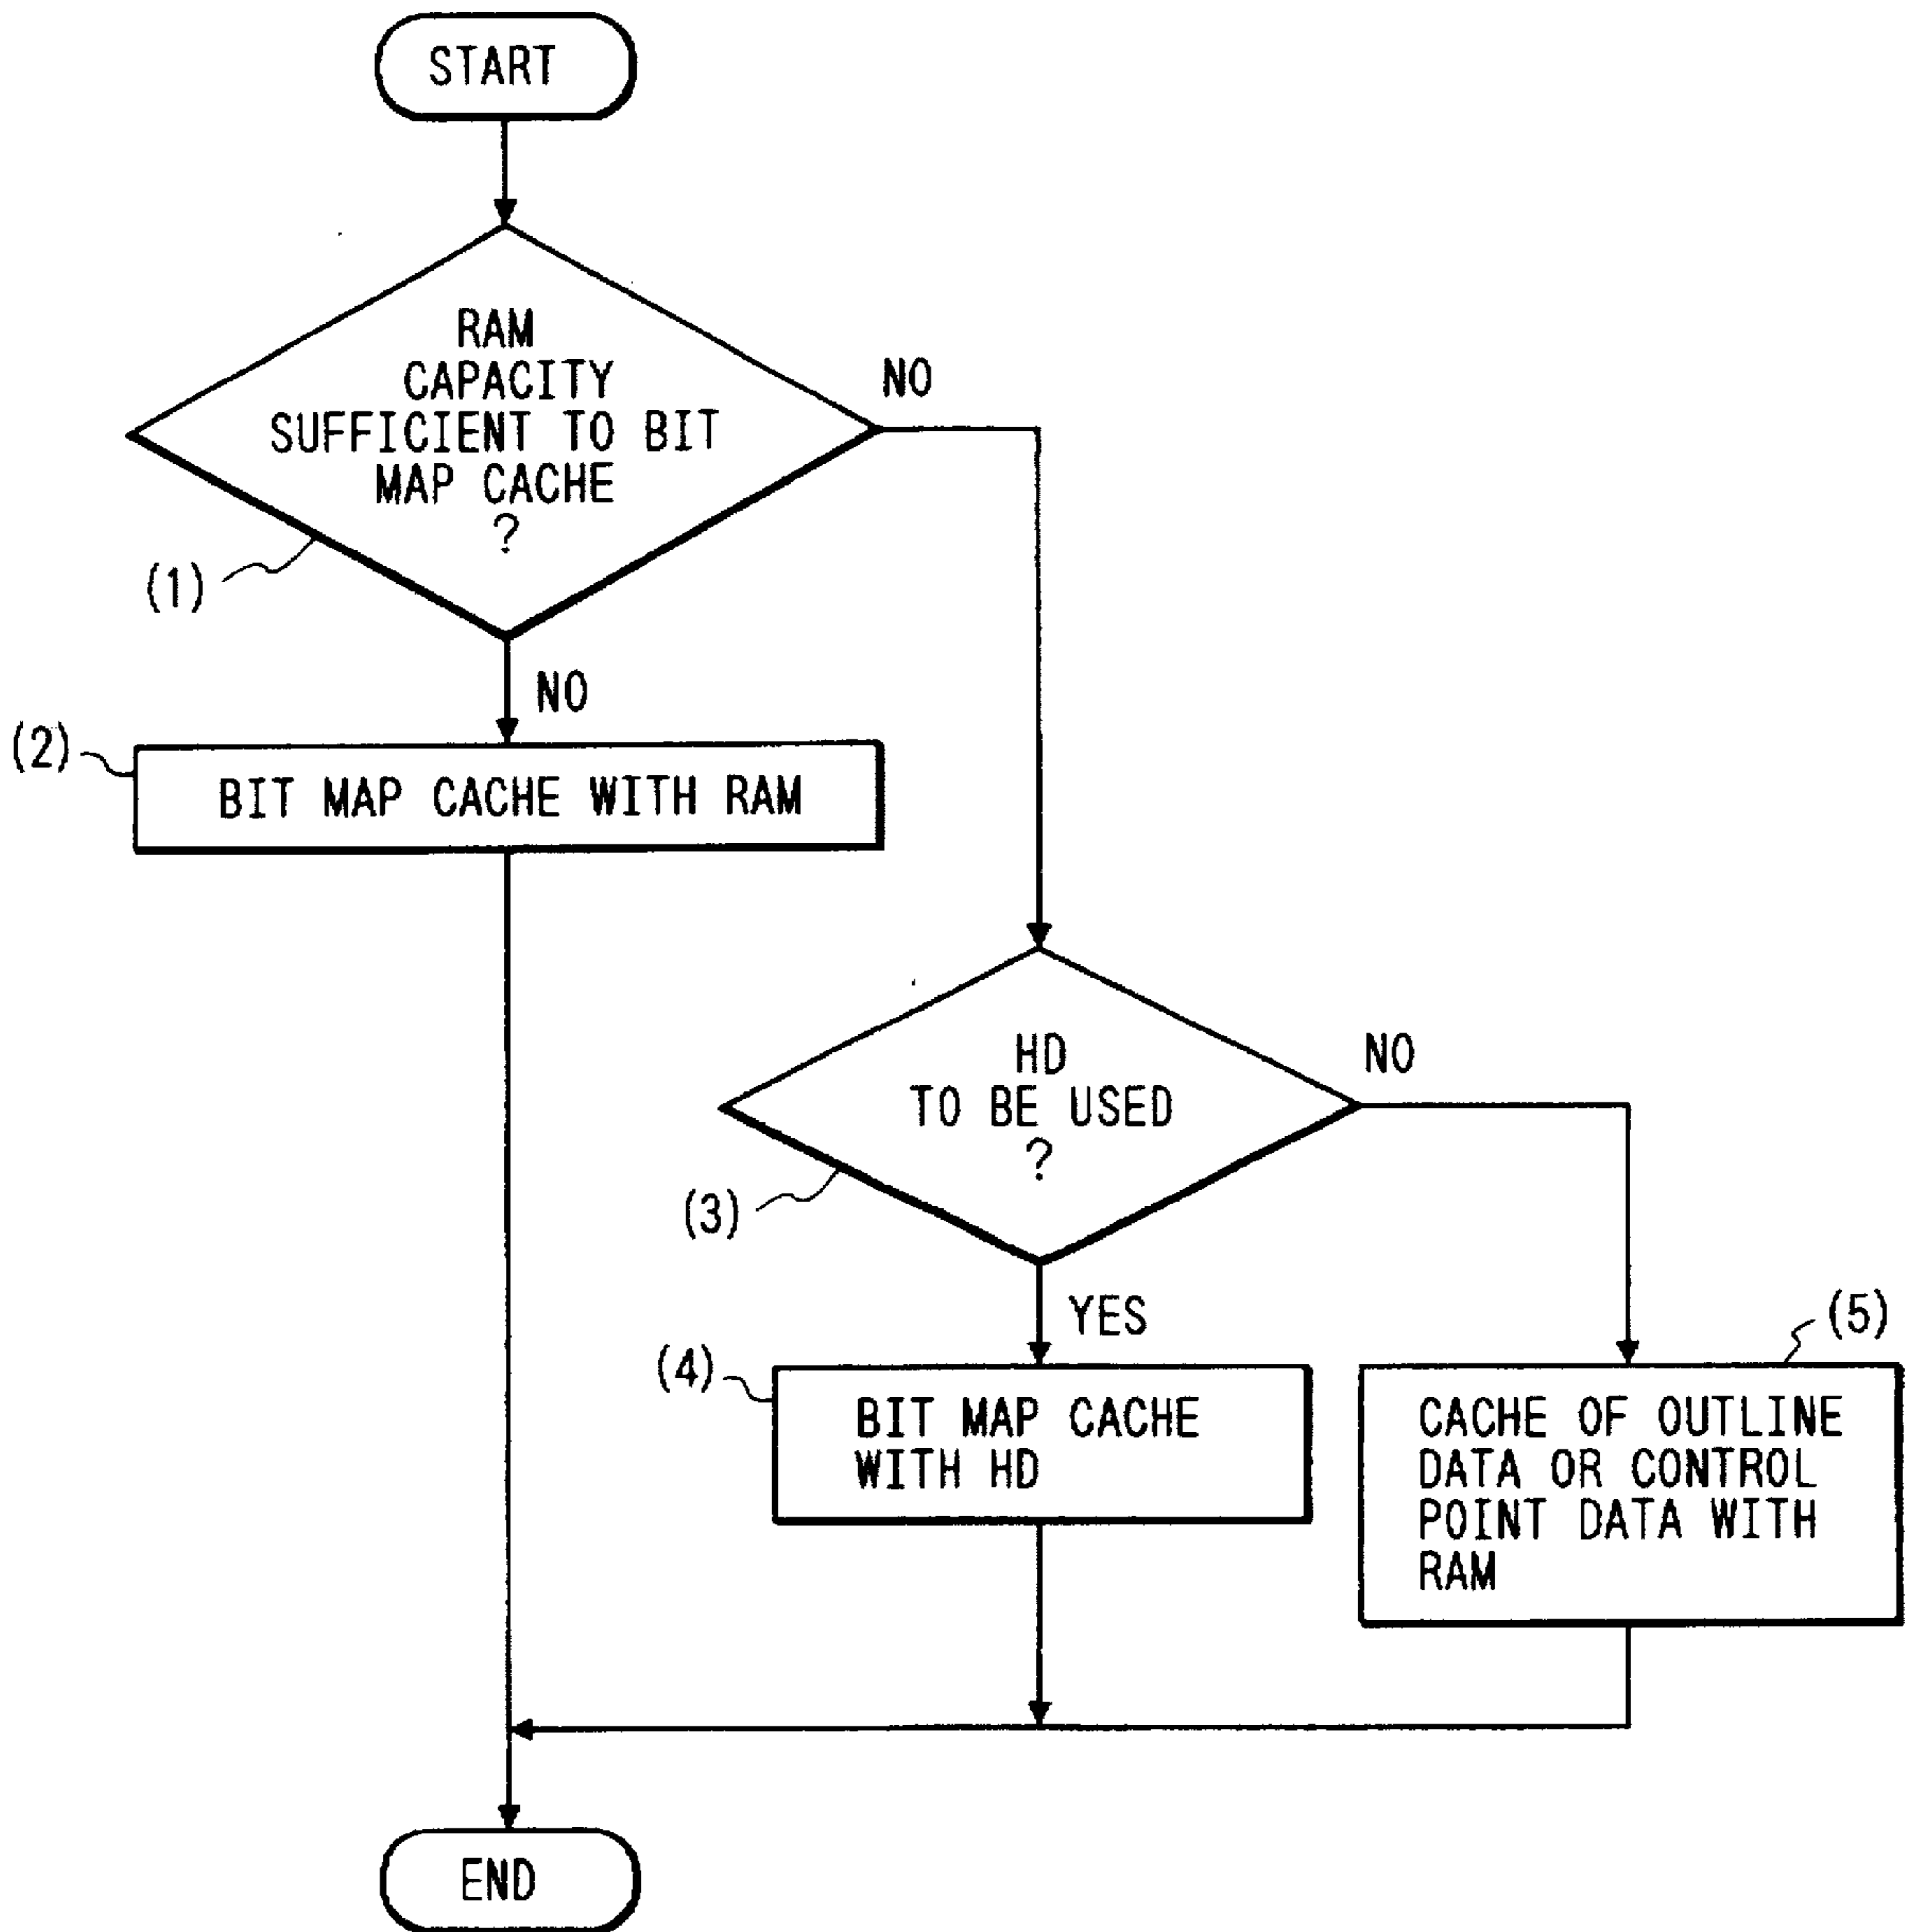 START
RAM
CAPACITY
SUFFICIENT TO BIT
MAP CACHE
?
NO
(1)
NO
(2)
BIT MAP CACHE WITH RAM
HD
TO BE USED
?
NO
(3)
YES
(4)
BIT MAP CACHE
WITH HD
(5)
CACHE OF OUTLINE
DATA OR CONTROL
POINT DATA WITH
RAM
END